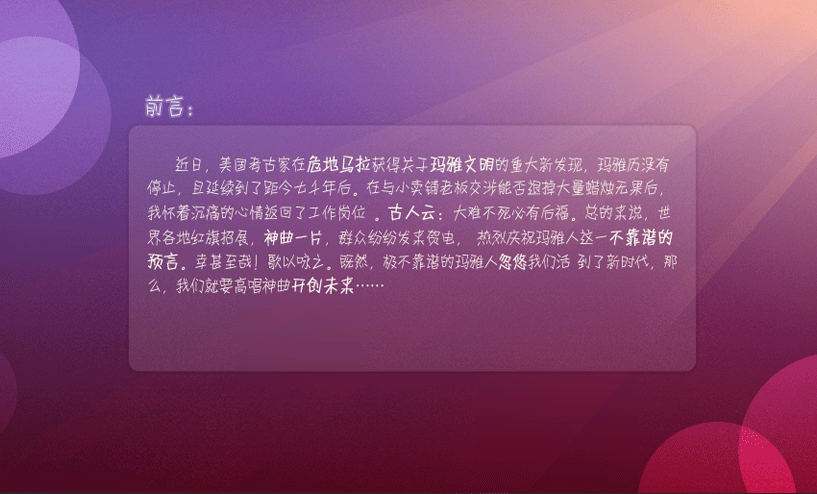 前言：
近日，美国考古家在危地马拉获得关于玛雅文明的重大新发现，玛雅历没有
停止，且延续到了距今七千年后。在与小卖铺老板交涉能否退掉大量蜡烛无果后，
我怀着沉痛的心情返回了工作岗位 。古人云：大难不死必有后福。总的来说，世
界各地红旗招展，神曲一片，群众纷纷发来贺电， 热烈庆祝玛雅人这一不靠谱的
预言。幸甚至哉！歌以咏之。既然，极不靠谱的玛雅人忽悠我们活 到了新时代，那
么，我们就要高唱神曲开创未来……